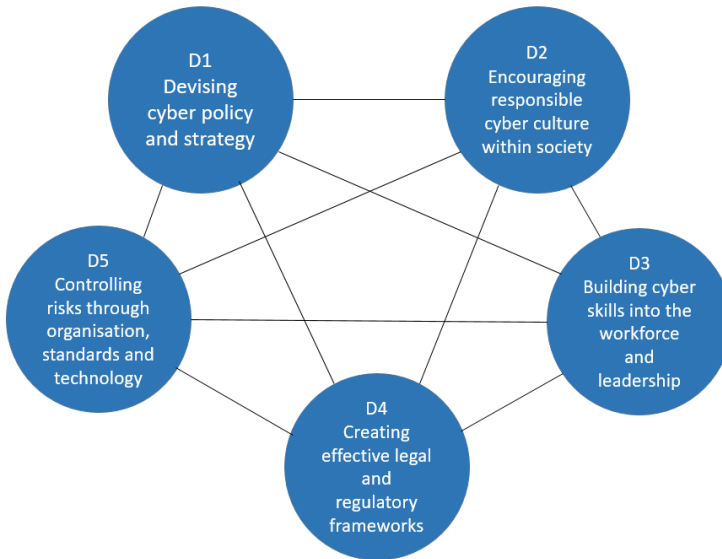 D1
Devising
cyber policy
and strategy
D2
Encouraging
responsible
cyber culture
within society
D3
Building cyber
skills into the
workforce
and
leadership
D4
Creating
effective legal
and
regulatory
frameworks
D5
Controlling
risks through
organisation,
standards and
technology